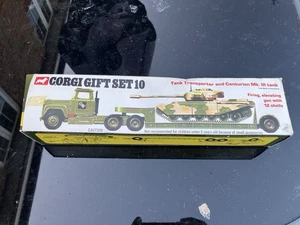 CORGI GIFT SET 10
Tank Transporter and Centurion Mk. III tank
Firing, elevating
gun with
12 shells
CAUTION
Not recommended for children under 3 years old because of small